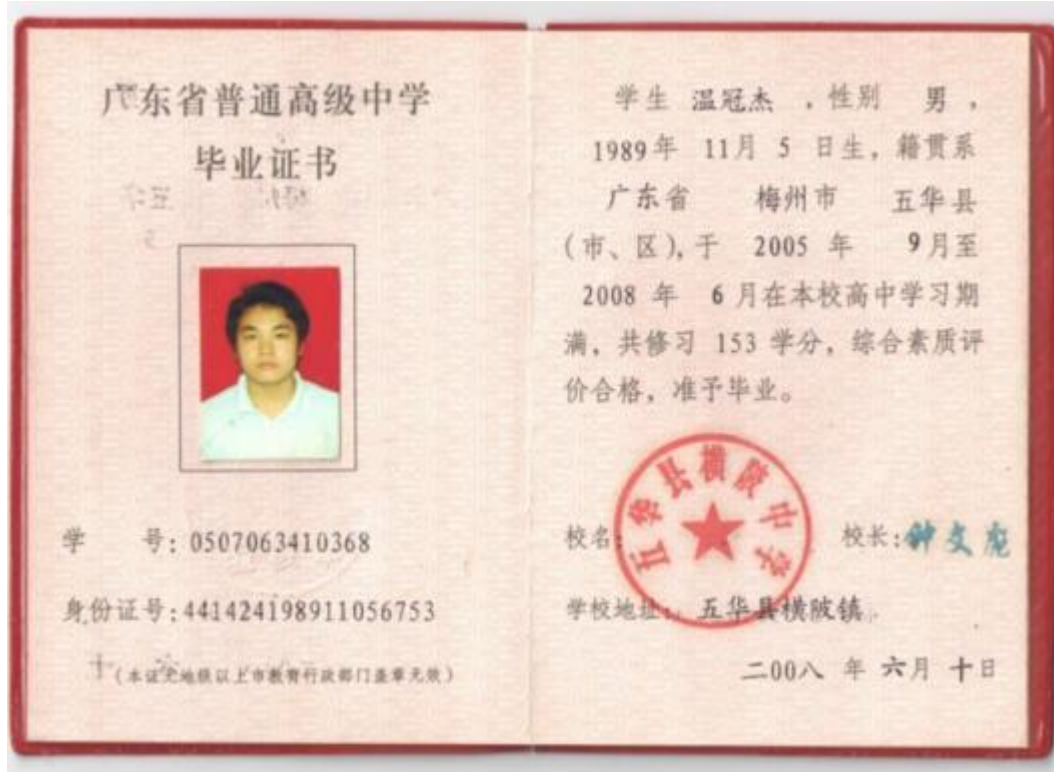 广东省普通高级中学
毕业证书
学 号：0507063410368
身份证号：441424198911056753
（本证无地级以上市教育行政部门盖章无效）
学生 温冠杰 ，性别 男 ，
1989年 11月 5 日生，籍贯系
广东省 梅州市 五华县
（市、区），于 2005 年 9月至
2008 年 6 月在本校高中学习期
满，共修习 153 学分，综合素质评
价合格，准予毕业。
五华县横陂中学
校名： 校长：钟文
学校地址：五华县横陂镇
二00八 年 六月 十日